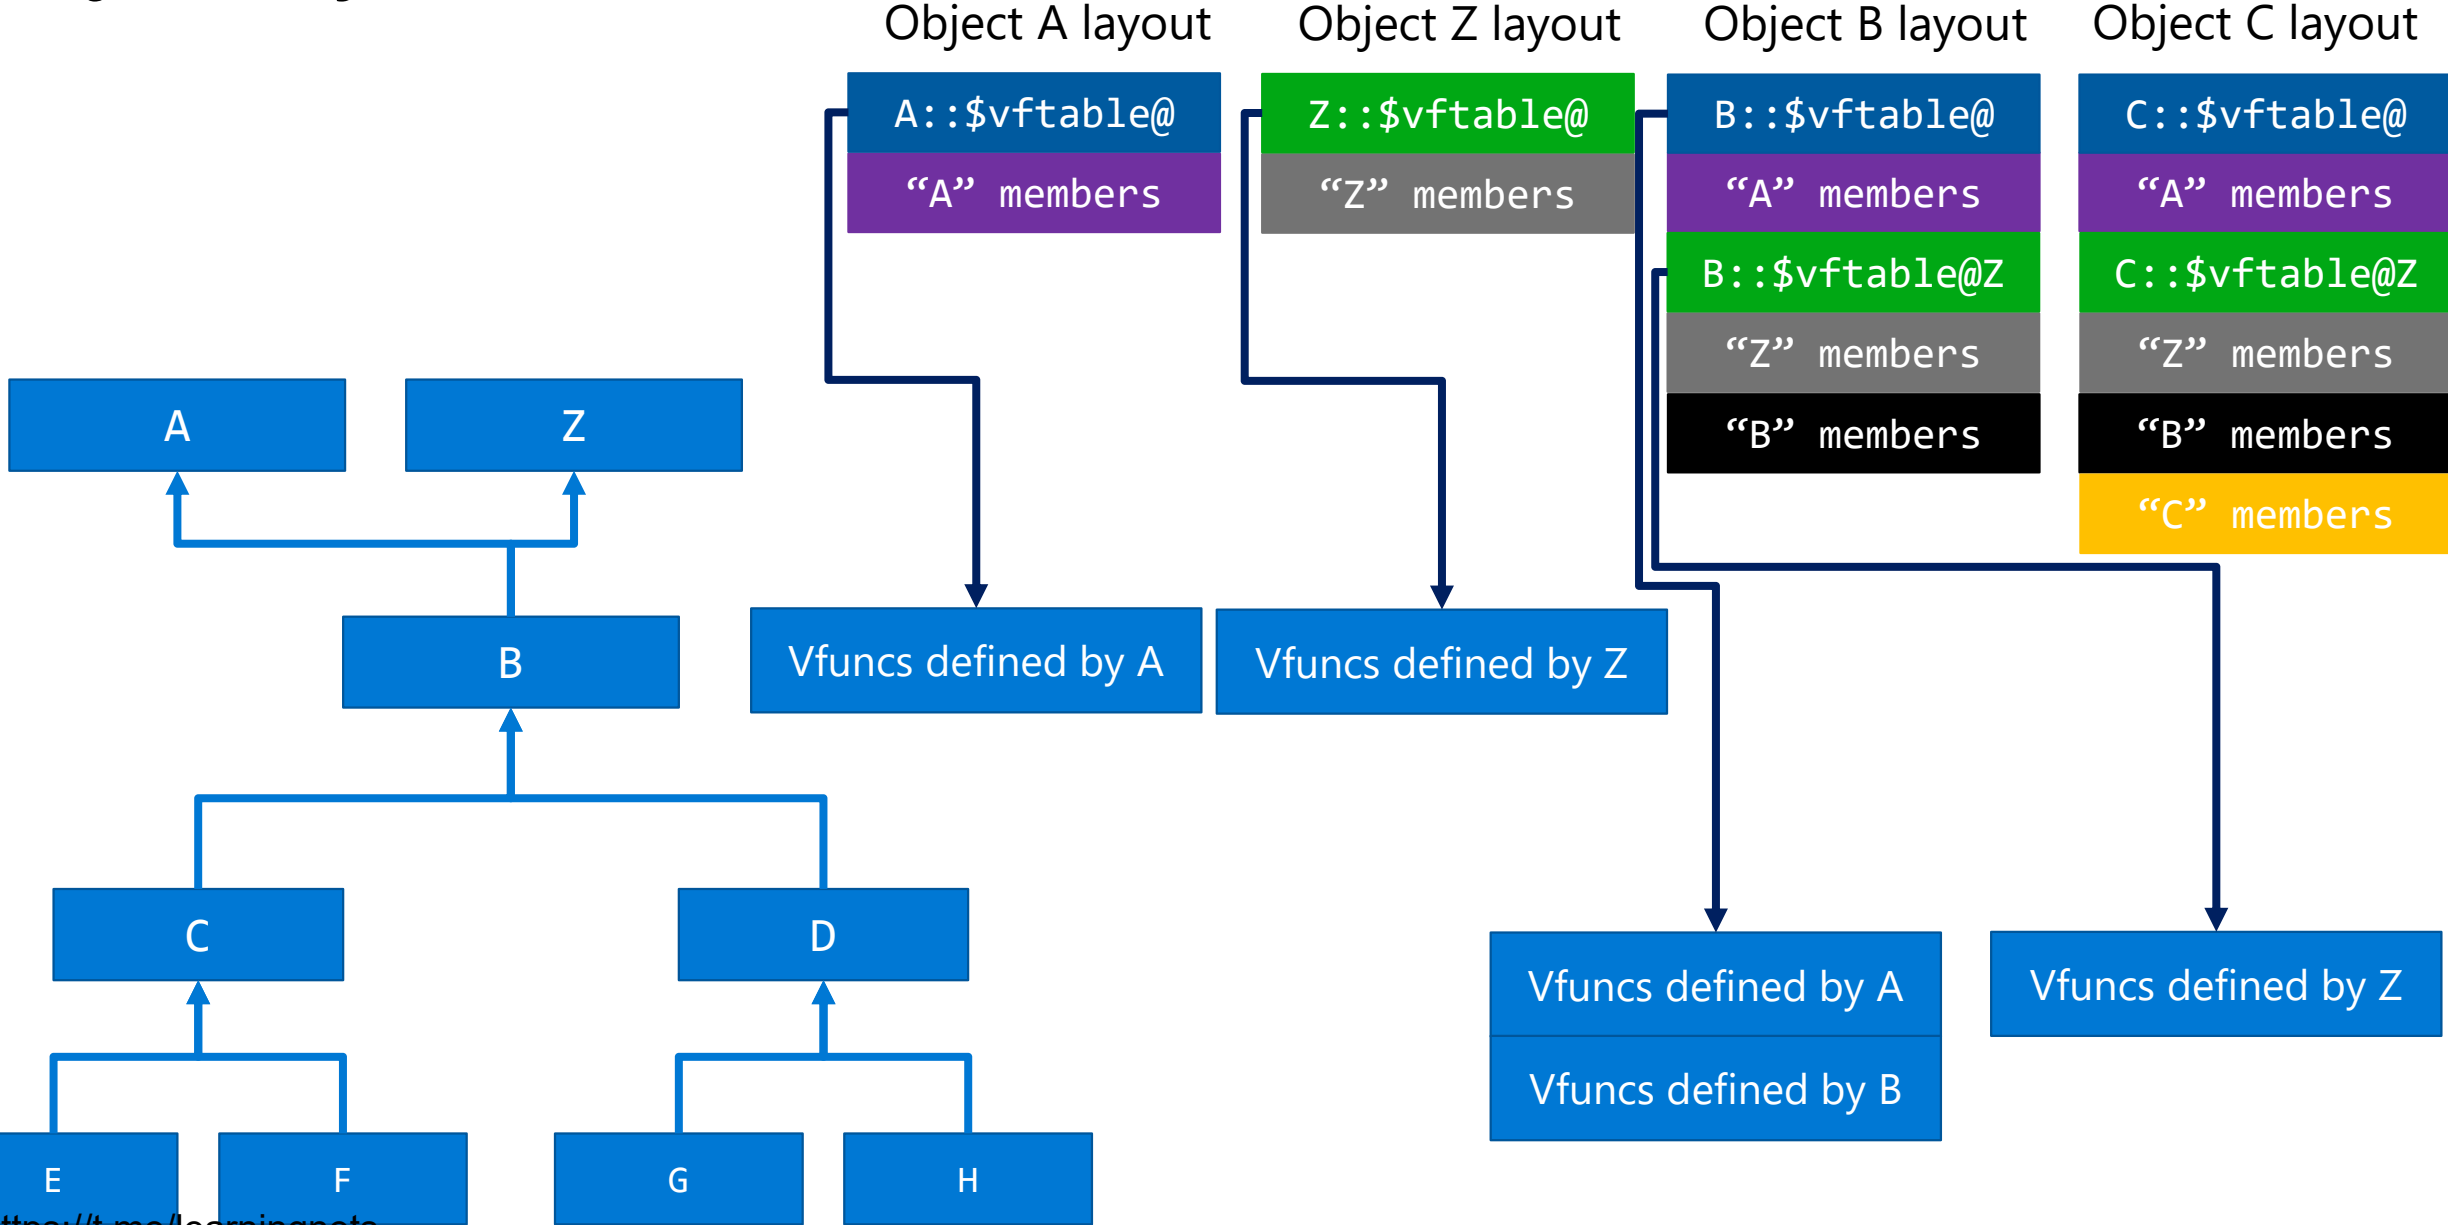 Object A layout
Object Z layout
Object B layout
Object C layout
A::$vftable@
“A” members
Z::$vftable@
“Z” members
B::$vftable@
“A” members
B::$vftable@Z
“Z” members
“B” members
C::$vftable@
“A” members
C::$vftable@Z
“Z” members
“B” members
“C” members
A
Z
B
C
D
E
F
G
H
Vfuncs defined by A
Vfuncs defined by Z
Vfuncs defined by A
Vfuncs defined by B
Vfuncs defined by Z